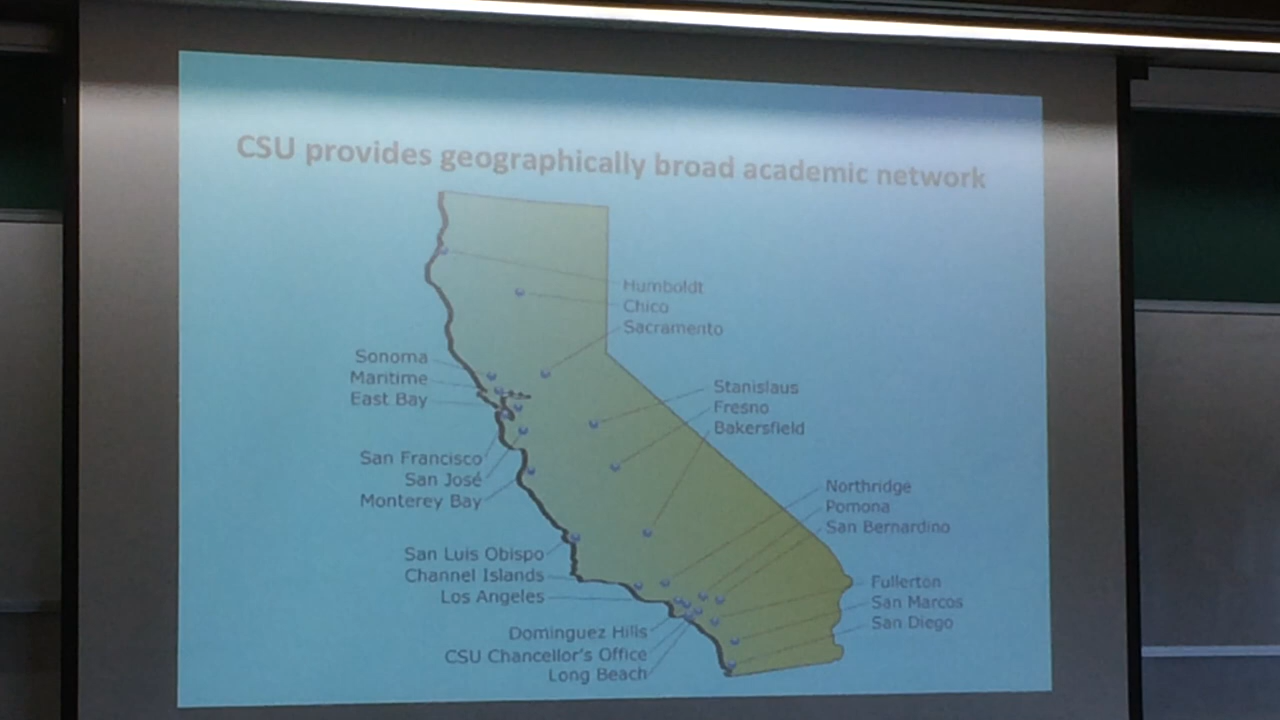 CSU provides geographically broad academic network
Humboldt
Chico
Sacramento
Sonoma
Maritime
East Bay
Stanislaus
Fresno
Bakersfield
San Francisco
San José
Monterey Bay
Northridge
Pomona
San Bernardino
San Luis Obispo
Channel Islands
Los Angeles
Fullerton
San Marcos
San Diego
Dominguez Hills
CSU Chancellor's Office
Long Beach